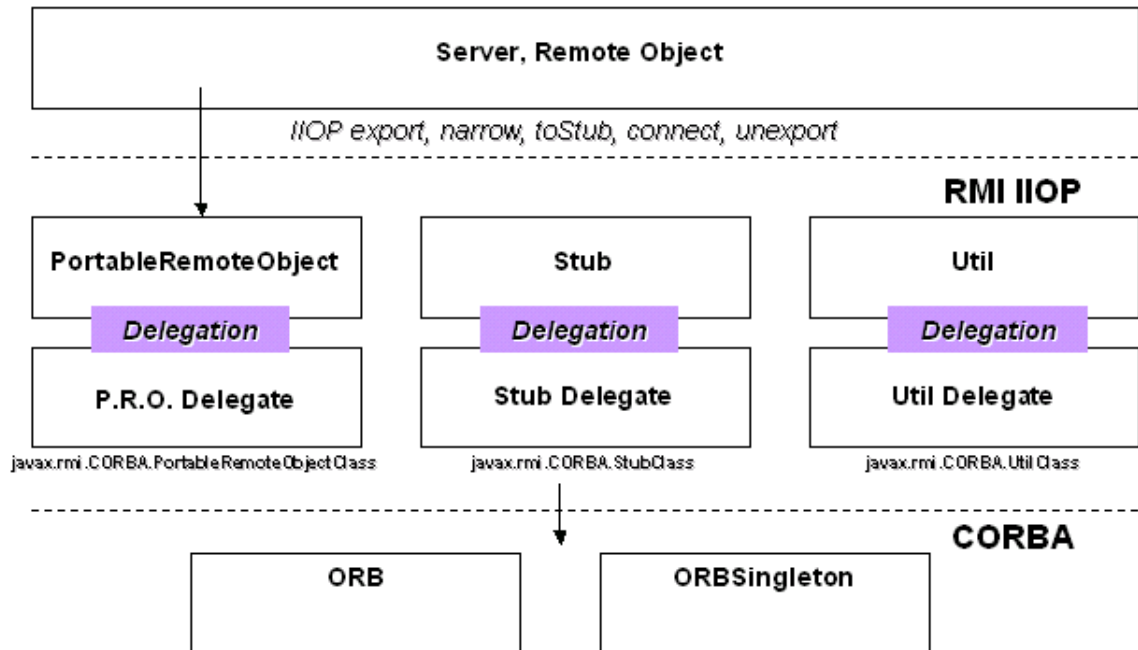 Server, Remote Object
IIOP export, narrow, toStub, connect, unexport
RMI IIOP
PortableRemoteObject
Stub
Util
Delegation
Delegation
Delegation
P.R.O. Delegate
Stub Delegate
Util Delegate
javax.rmi.CORBA.PortableRemoteObjectClass
javax.rmi.CORBA.StubClass
javax.rmi.CORBA.UtilClass
CORBA
ORB
ORBSingleton